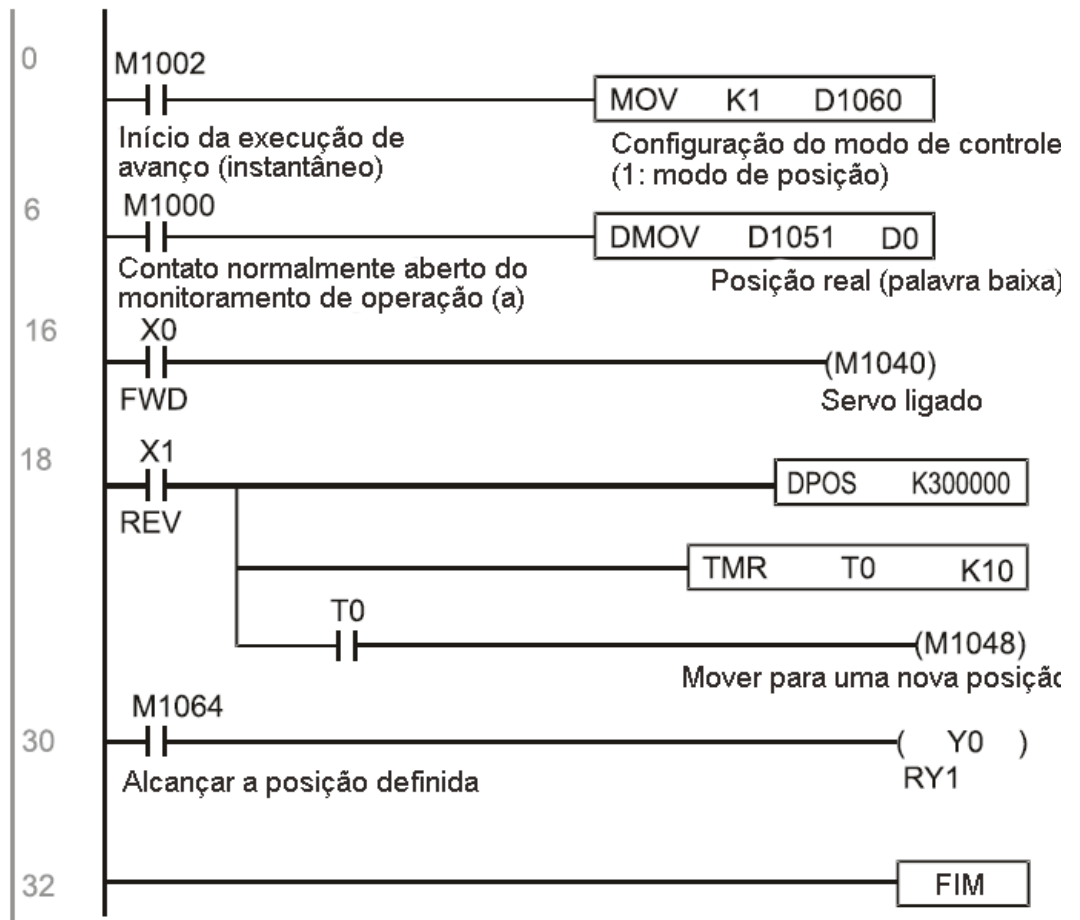 0
M1002
MOV K1 D1060
Início da execução de
avanço (instantâneo)
Configuração do modo de controle
(1: modo de posição)
6
M1000
DMOV D1051 D0
Contato normalmente aberto do
monitoramento de operação (a)
Posição real (palavra baixa)
16
X0
(M1040)
FWD
Servo ligado
18
X1
DPOS K300000
REV
TMR T0 K10
T0
(M1048)
Mover para uma nova posição
M1064
30
( Y0 )
Alcançar a posição definida
RY1
32
FIM